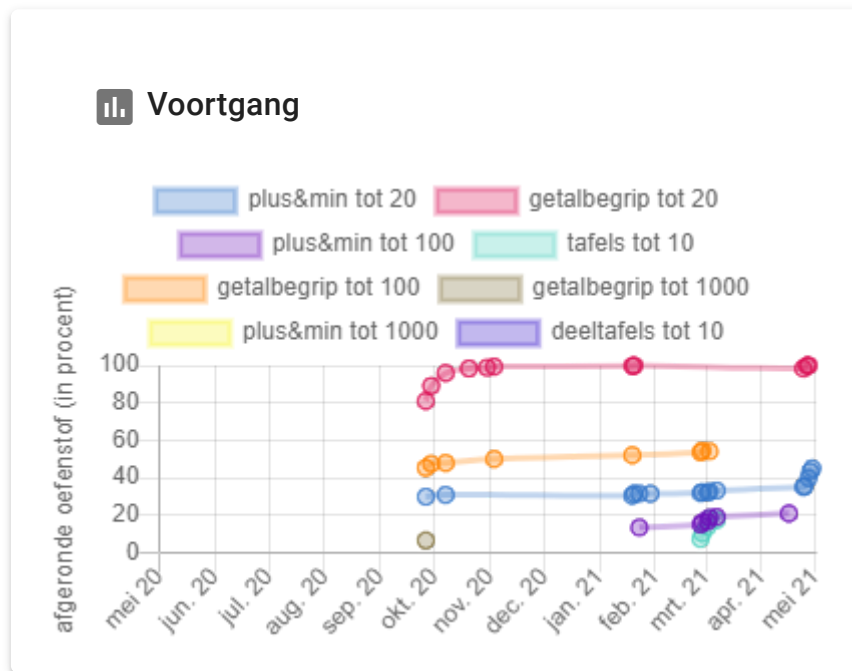 Voortgang
plus&min tot 20 getalbegrip tot 20
plus&min tot 100 tafels tot 10
getalbegrip tot 100 getalbegrip tot 1000
plus&min tot 1000 deeltafels tot 10
afgeronde oefenstof (in procent)
100
80
60
40
20
0
mei 20 jun. 20 jul. 20 aug. 20 sep. 20 okt. 20 nov. 20 dec. 20 jan. 21 feb. 21 mrt. 21 apr. 21 mei 21